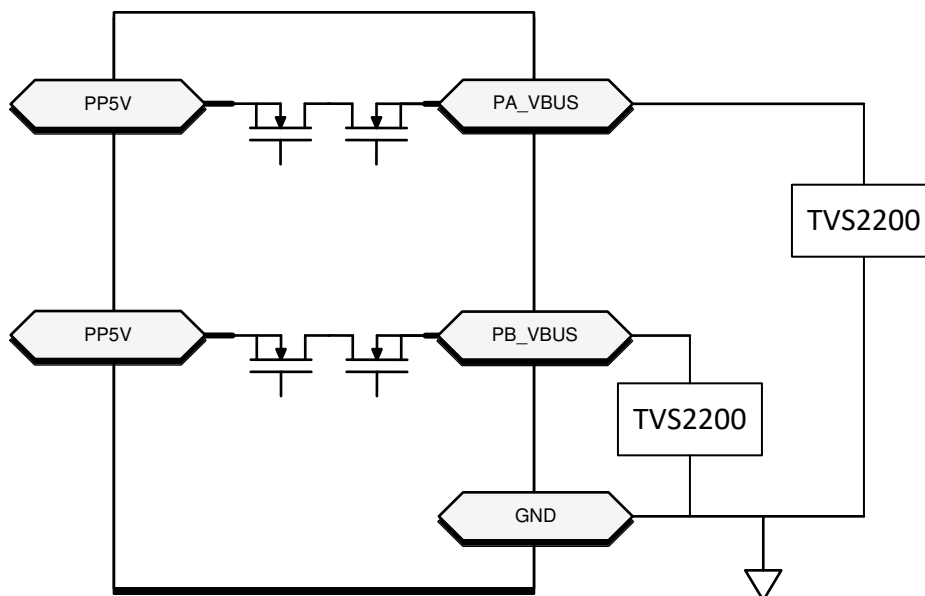 PP5V
PA_VBUS
TVS2200
PP5V
PB_VBUS
TVS2200
GND